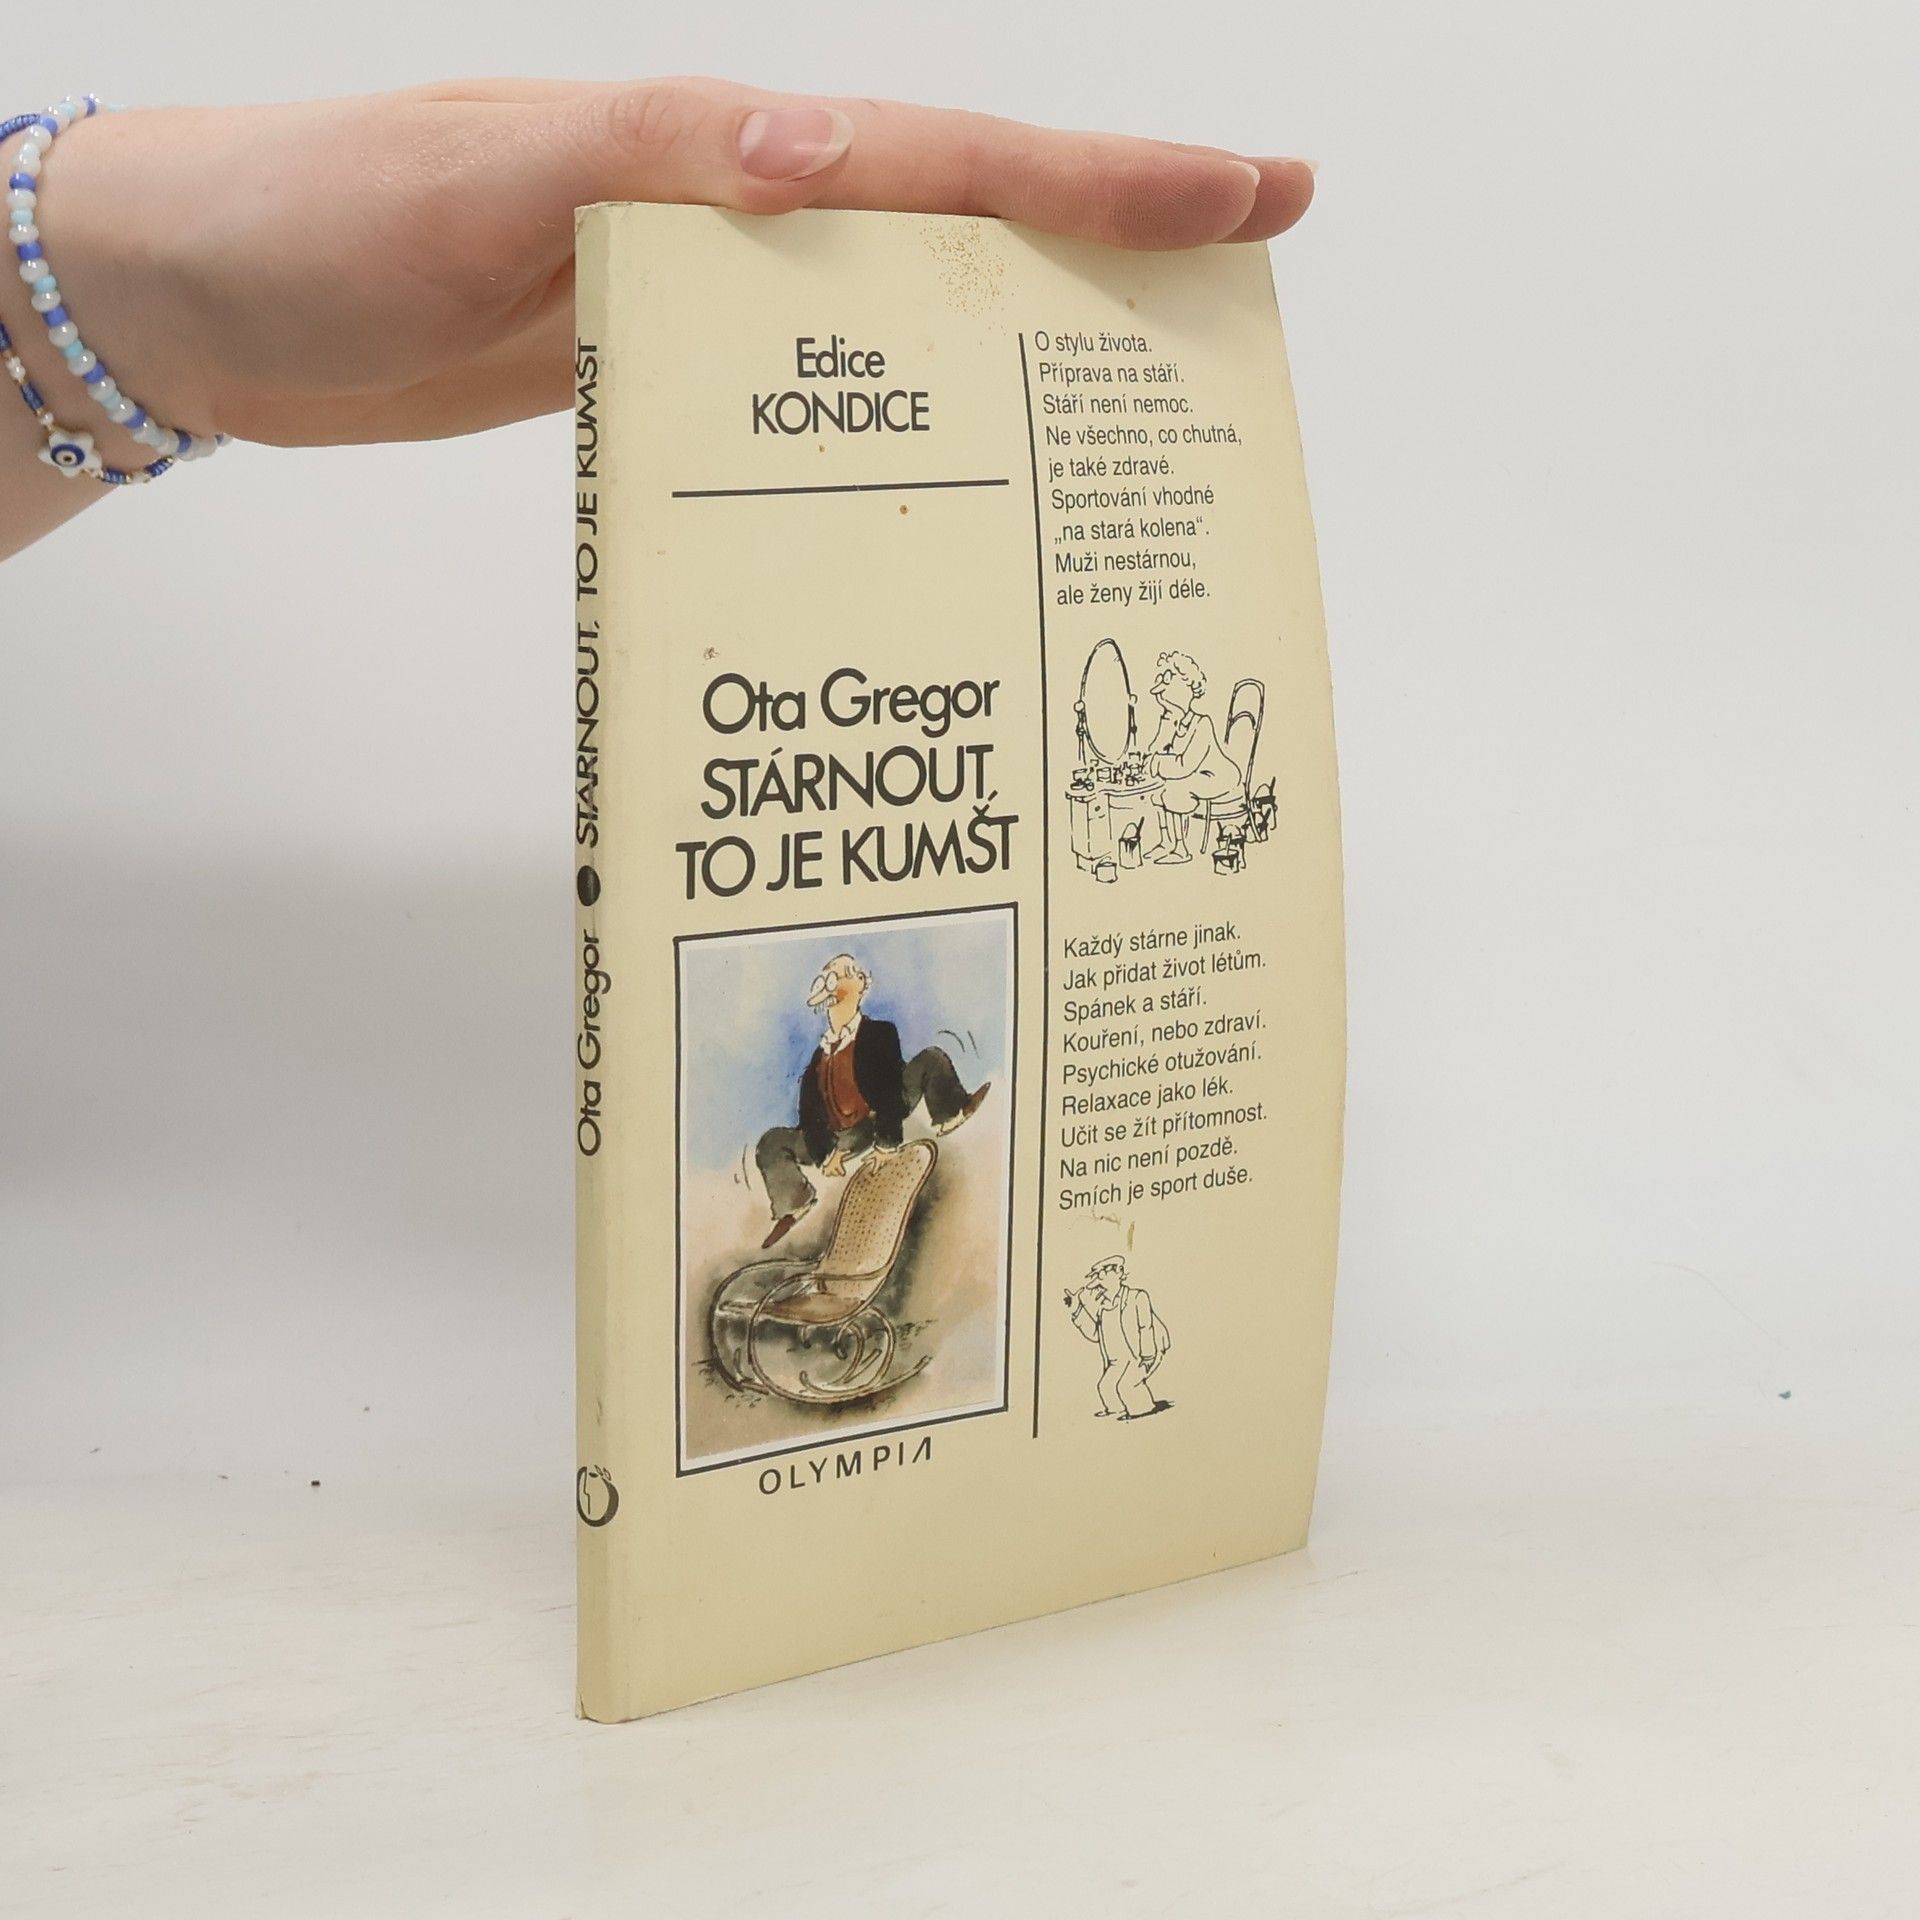 Ota Gregor ● STÁRNOUT, TO JE KUMŠT
Edice
KONDICE
Ota Gregor
STÁRNOUT,
TO JE KUMŠT
OLYMPIA
O stylu života.
Příprava na stáří.
Stáří není nemoc.
Ne všechno, co chutná,
je také zdravé.
Sportování vhodné
„na stará kolena“.
Muži nestárnou,
ale ženy žijí déle.
Každý stárne jinak.
Jak přidat život létům.
Spánek a stáří.
Kouření, nebo zdraví.
Psychické otužování.
Relaxace jako lék.
Učit se žít přítomnost.
Na nic není pozdě.
Smích je sport duše.